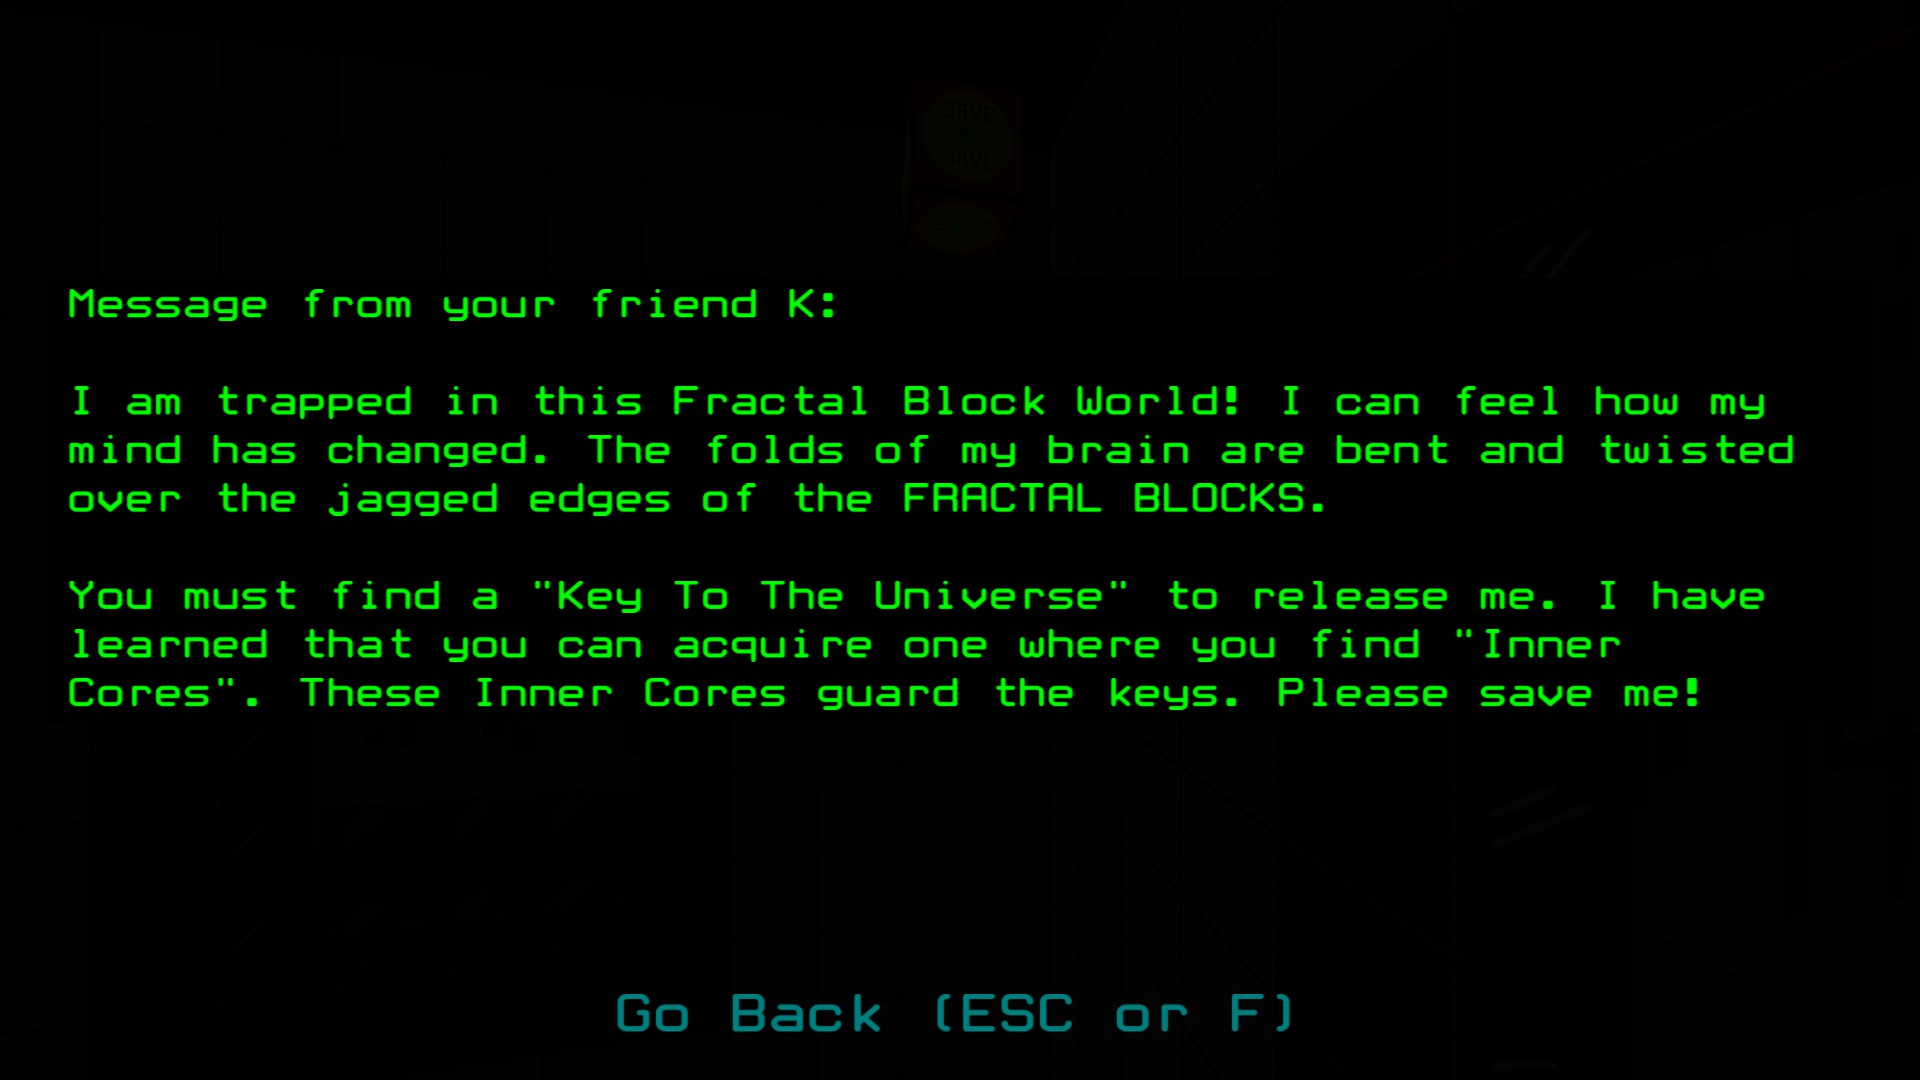 SAVE
SAVE
Message from your friend K:
I am trapped in this Fractal Block World! I can feel how my
mind has changed. The folds of my brain are bent and twisted
over the jagged edges of the FRACTAL BLOCKS.
You must find a "Key To The Universe" to release me. I have
learned that you can acquire one where you find "Inner
Cores". These Inner Cores guard the keys. Please save me!
Go Back (ESC or F)